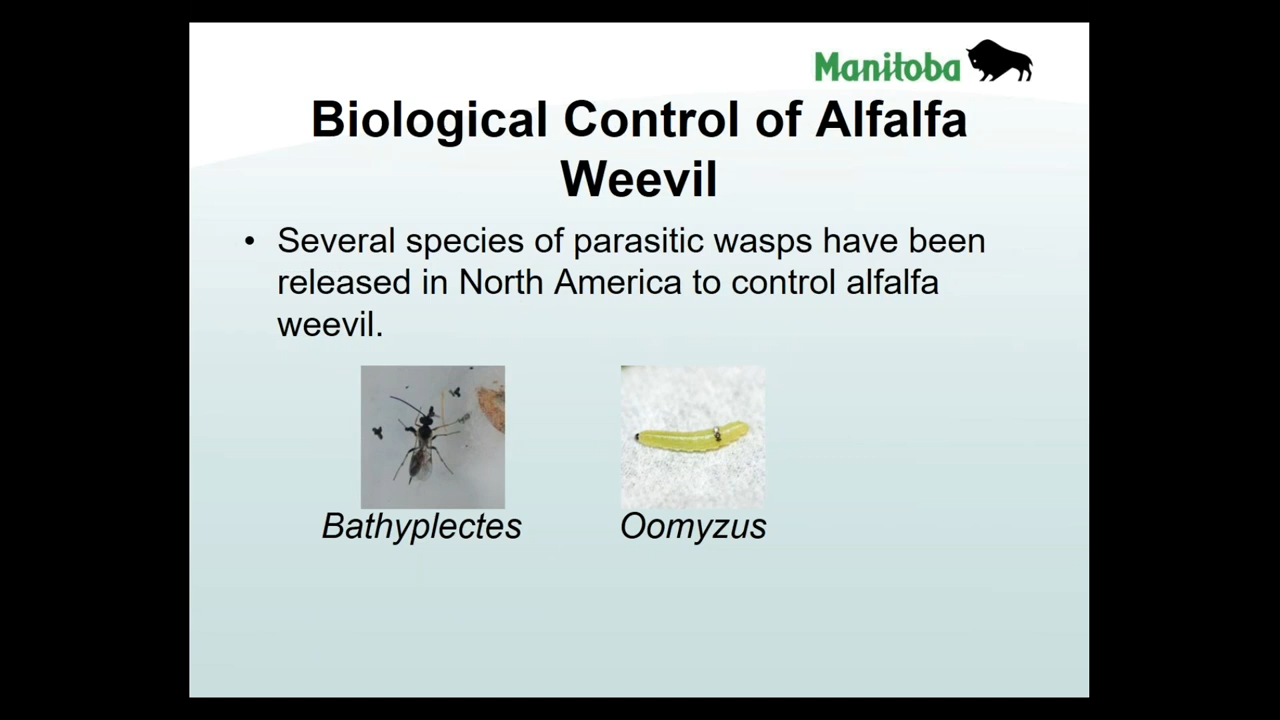 Manitoba
Biological Control of Alfalfa
Weevil
• Several species of parasitic wasps have been
released in North America to control alfalfa
weevil.
Bathyplectes
Oomyzus